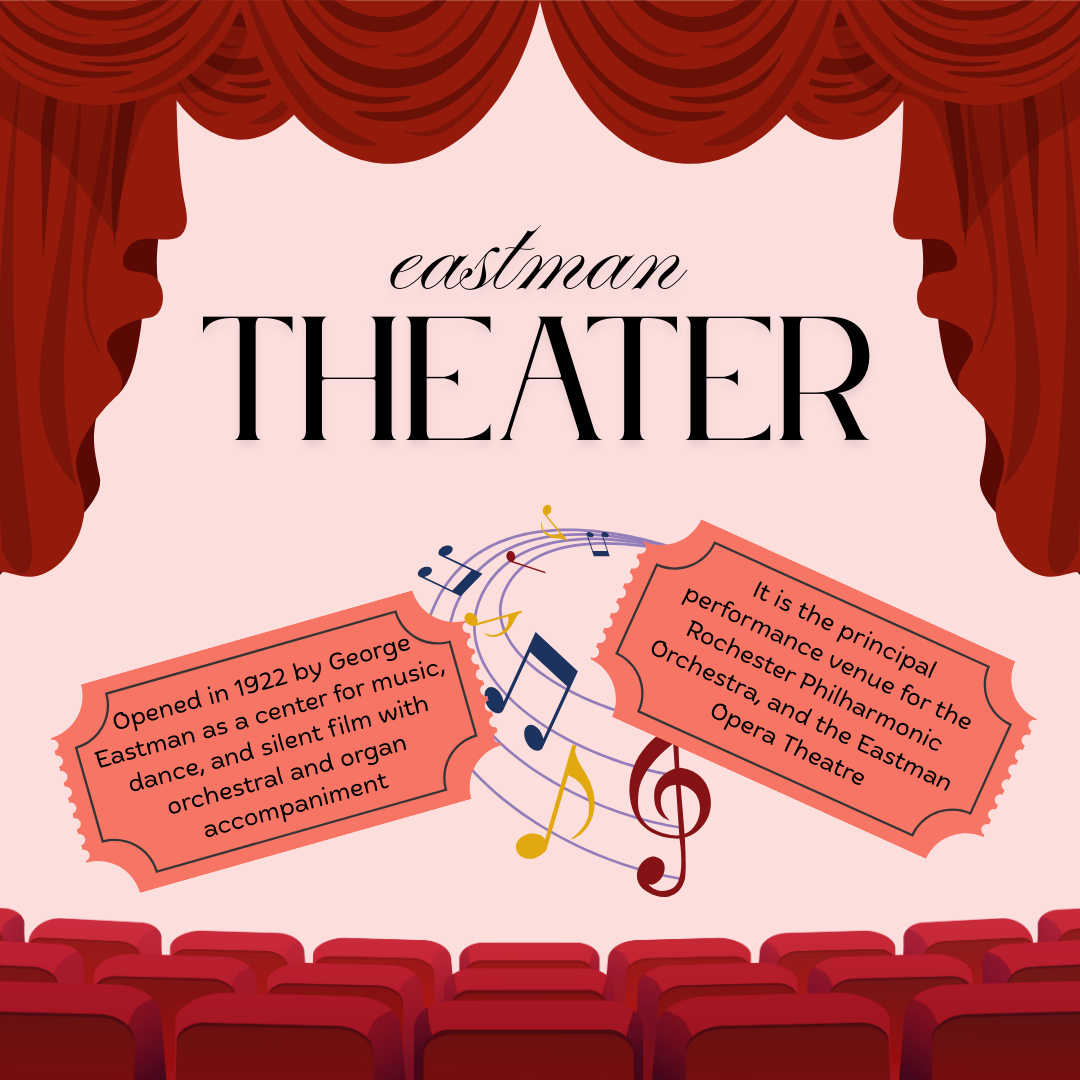 eastman
THEATER
Opened in 1922 by George
Eastman as a center for music,
dance, and silent film with
orchestral and organ
accompaniment
It is the principal
performance venue for the
Rochester Philharmonic
Orchestra, and the Eastman
Opera Theatre